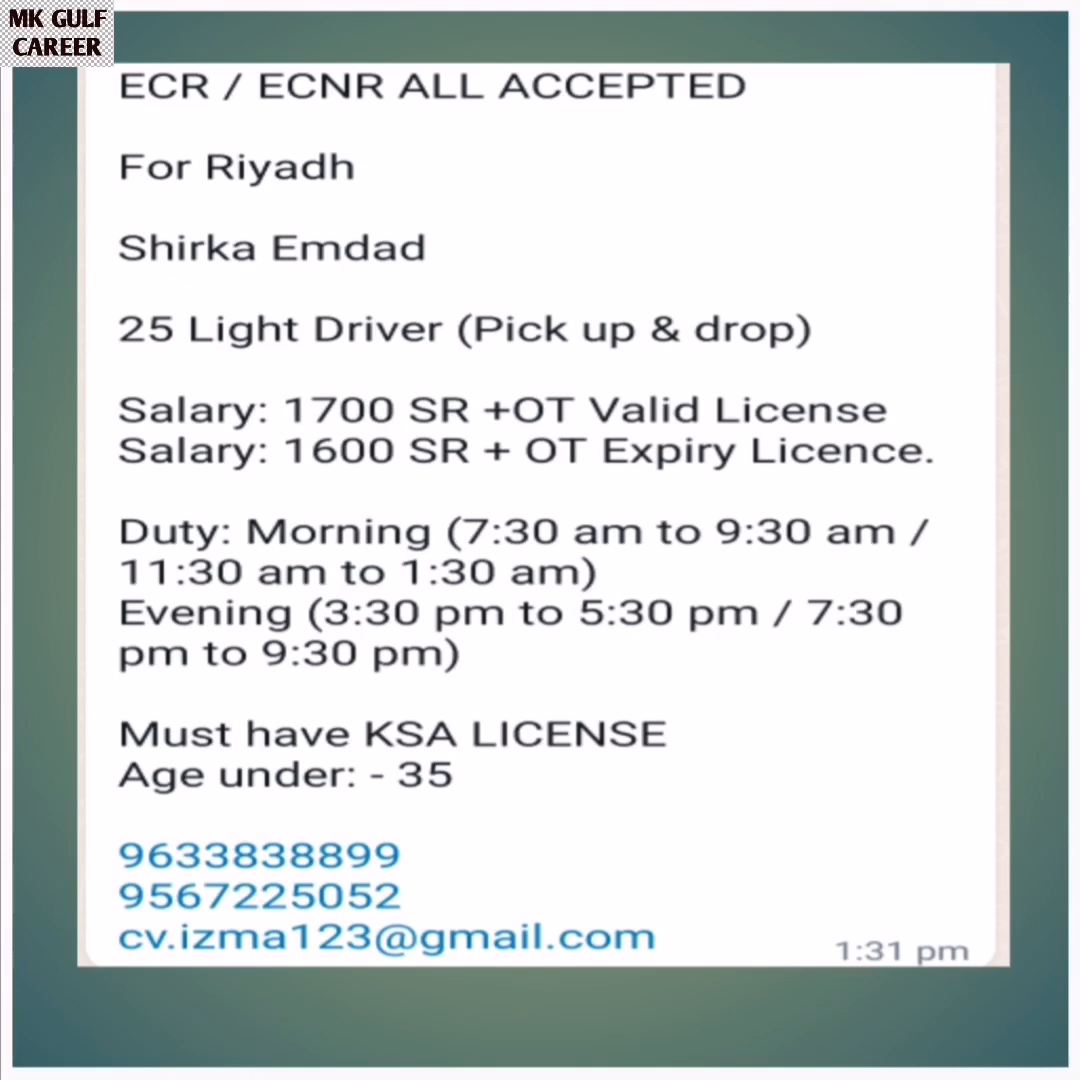 MK GULF
CAREER
ECR / ECNR ALL ACCEPTED
For Riyadh
Shirka Emdad
25 Light Driver (Pick up & drop)
Salary: 1700 SR +OT Valid License
Salary: 1600 SR + OT Expiry Licence.
Duty: Morning (7:30 am to 9:30 am /
11:30 am to 1:30 am)
Evening (3:30 pm to 5:30 pm / 7:30
pm to 9:30 pm)
Must have KSA LICENSE
Age under: - 35
9633838899
9567225052
cv.izma123@gmail.com
1:31 pm